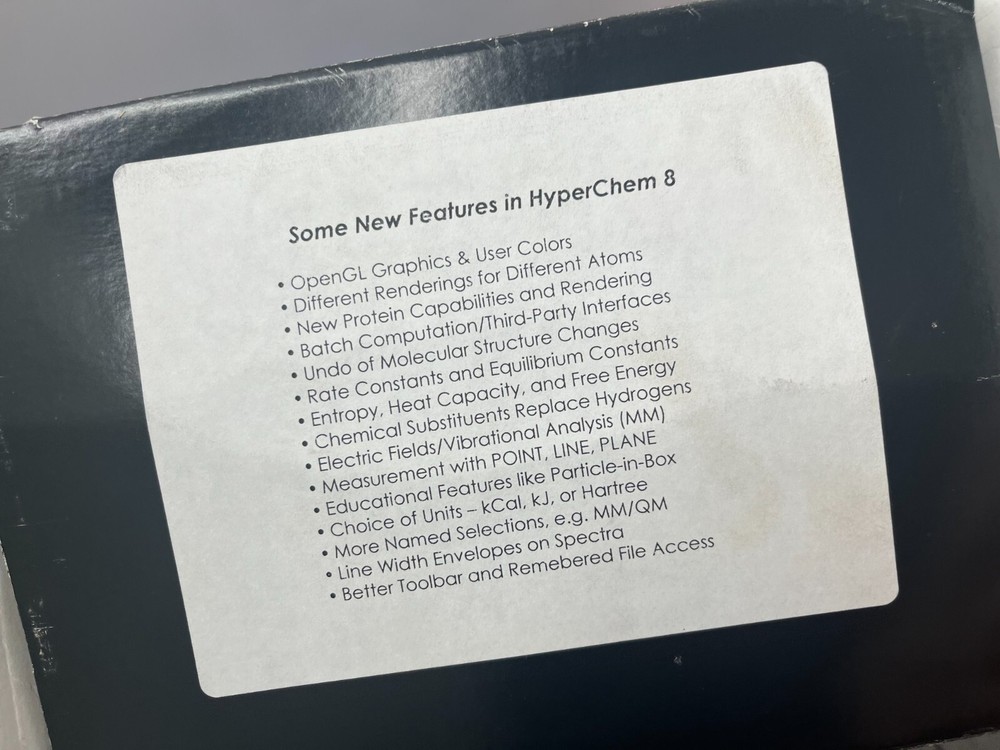 Some New Features in HyperChem 8
• OpenGL Graphics & User Colors
• Different Renderings for Different Atoms
• New Protein Capabilities and Rendering
• Batch Computation/Third-Party Interfaces
• Undo of Molecular Structure Changes
• Rate Constants and Equilibrium Constants
• Entropy, Heat Capacity, and Free Energy
• Chemical Substituents Replace Hydrogens
• Electric Fields/Vibrational Analysis (MM)
• Measurement with POINT, LINE, PLANE
• Educational Features like Particle-in-Box
• Choice of Units – kCal, kJ, or Hartree
• More Named Selections, e.g. MM/QM
• Line Width Envelopes on Spectra
• Better Toolbar and Remebered File Access